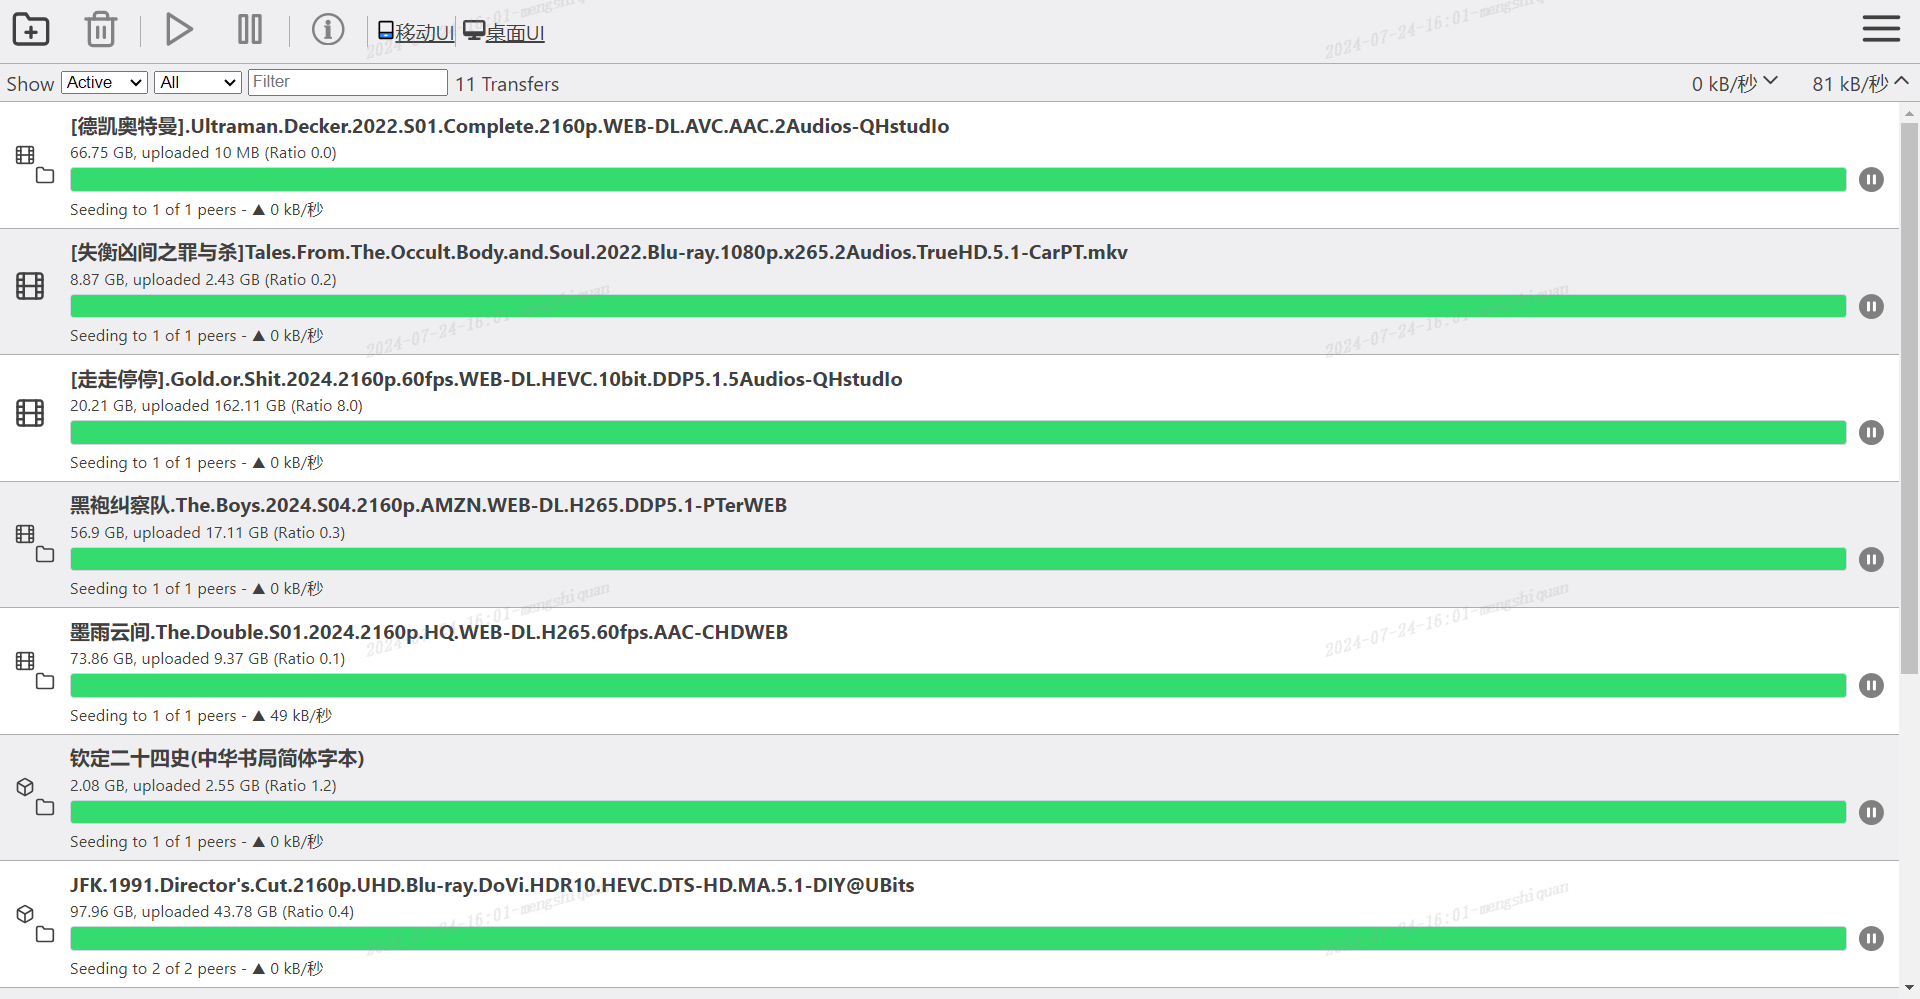 移动UI 桌面UI
Show Active All Filter 11 Transfers 0 kB/秒 81 kB/秒
[德凯奥特曼].Ultraman.Decker.2022.S01.Complete.2160p.WEB-DL.AVC.AAC.2Audios-QHstudIo
66.75 GB, uploaded 10 MB (Ratio 0.0)
Seeding to 1 of 1 peers - ▲ 0 kB/秒
[失衡凶间之罪与杀]Tales.From.The.Occult.Body.and.Soul.2022.Blu-ray.1080p.x265.2Audios.TrueHD.5.1-CarPT.mkv
8.87 GB, uploaded 2.43 GB (Ratio 0.2)
Seeding to 1 of 1 peers - ▲ 0 kB/秒
[走走停停].Gold.or.Shit.2024.2160p.60fps.WEB-DL.HEVC.10bit.DDP5.1.5Audios-QHstudIo
20.21 GB, uploaded 162.11 GB (Ratio 8.0)
Seeding to 1 of 1 peers - ▲ 0 kB/秒
黑袍纠察队.The.Boys.2024.S04.2160p.AMZN.WEB-DL.H265.DDP5.1-PTerWEB
56.9 GB, uploaded 17.11 GB (Ratio 0.3)
Seeding to 1 of 1 peers - ▲ 0 kB/秒
墨雨云间.The.Double.S01.2024.2160p.HQ.WEB-DL.H265.60fps.AAC-CHDWEB
73.86 GB, uploaded 9.37 GB (Ratio 0.1)
Seeding to 1 of 1 peers - ▲ 49 kB/秒
钦定二十四史(中华书局简体字本)
2.08 GB, uploaded 2.55 GB (Ratio 1.2)
Seeding to 1 of 1 peers - ▲ 0 kB/秒
JFK.1991.Director's.Cut.2160p.UHD.Blu-ray.DoVi.HDR10.HEVC.DTS-HD.MA.5.1-DIY@UBits
97.96 GB, uploaded 43.78 GB (Ratio 0.4)
Seeding to 2 of 2 peers - ▲ 0 kB/秒
2024-07-24-16:01-mengshiquan
2024-07-24-16:01-mengshiquan